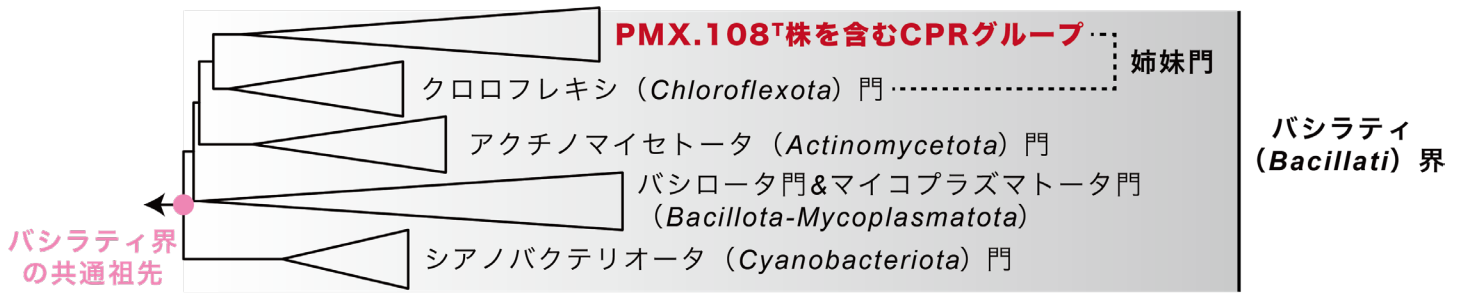 PMX.108ᵀ株を含むCPRグループ
姉妹門
クロロフレキシ（Chloroflexota）門
アクチノマイセトータ（Actinomycetota）門
バシラティ
（Bacillati）界
バシロータ門&マイコプラズマトータ門
（Bacillota-Mycoplasmatota）
バシラティ界
の共通祖先
シアノバクテリオータ（Cyanobacteriota）門